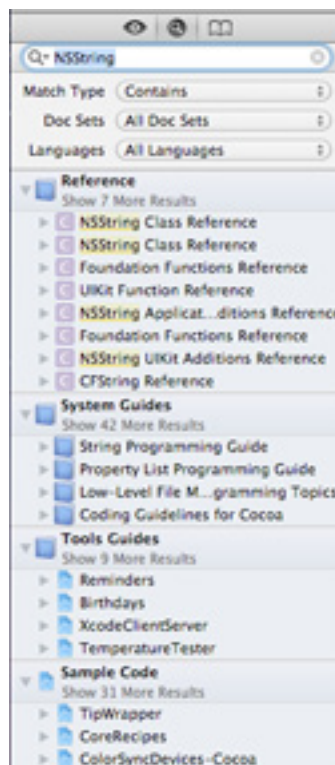 NSString
Match Type Contains
Doc Sets All Doc Sets
Languages All Languages
Reference
Show 7 More Results
C NSString Class Reference
C NSString Class Reference
C Foundation Functions Reference
C UIKit Function Reference
C NSString Applicat...ditions Reference
C Foundation Functions Reference
C NSString UIKit Additions Reference
C CFString Reference
System Guides
Show 42 More Results
String Programming Guide
Property List Programming Guide
Low-Level File M...gramming Topics
Coding Guidelines for Cocoa
Tools Guides
Show 9 More Results
Reminders
Birthdays
XcodeClientServer
TemperatureTester
Sample Code
Show 31 More Results
TipWrapper
CoreRecipes
ColorSyncDevices-Cocoa